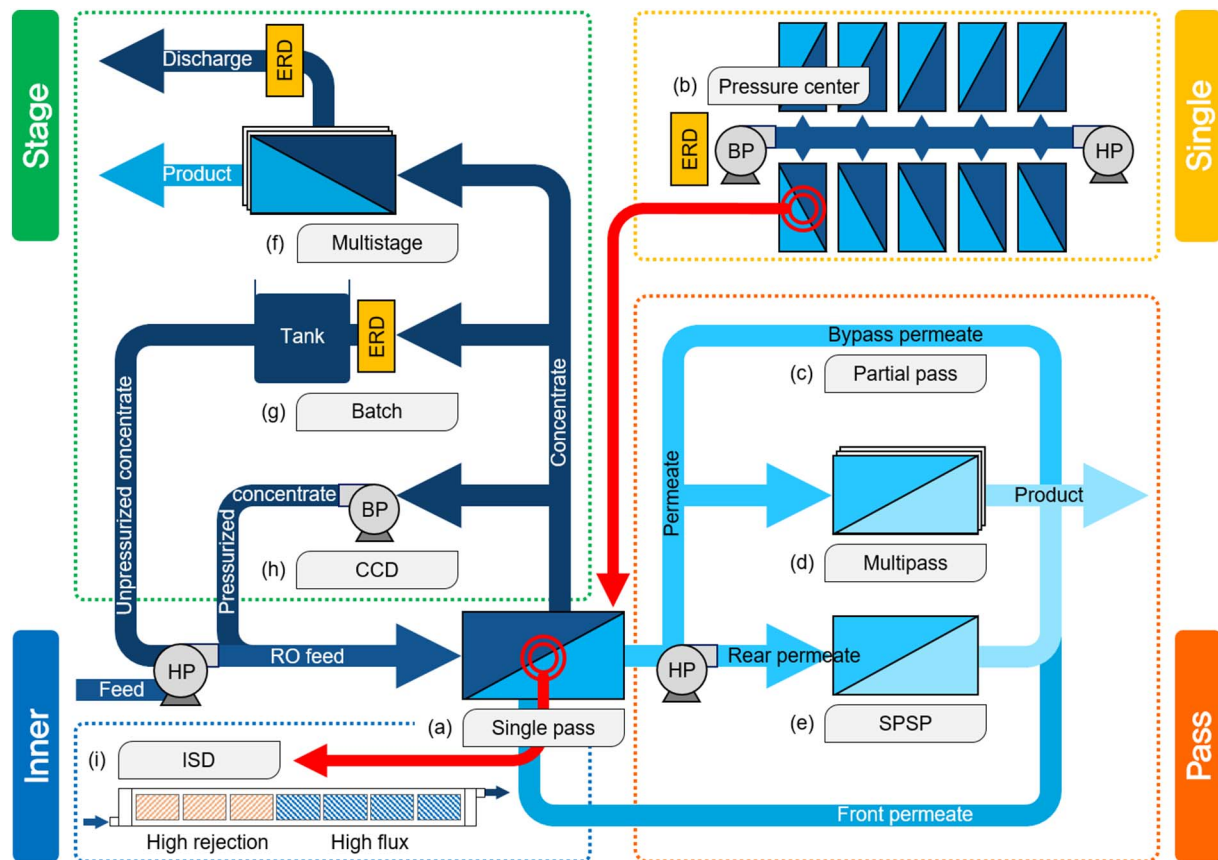 Stage
Discharge
ERD
Product
(f) Multistage
Tank
ERD
(g) Batch
Unpressurized concentrate
Pressurized
concentrate
BP
(h) CCD
Concentrate
Single
(b) Pressure center
ERD
BP
HP
Bypass permeate
(c) Partial pass
Permeate
Product
(d) Multipass
HP
Rear permeate
(e) SPSP
Front permeate
Pass
Feed
HP
RO feed
(a) Single pass
Inner
(i) ISD
High rejection
High flux